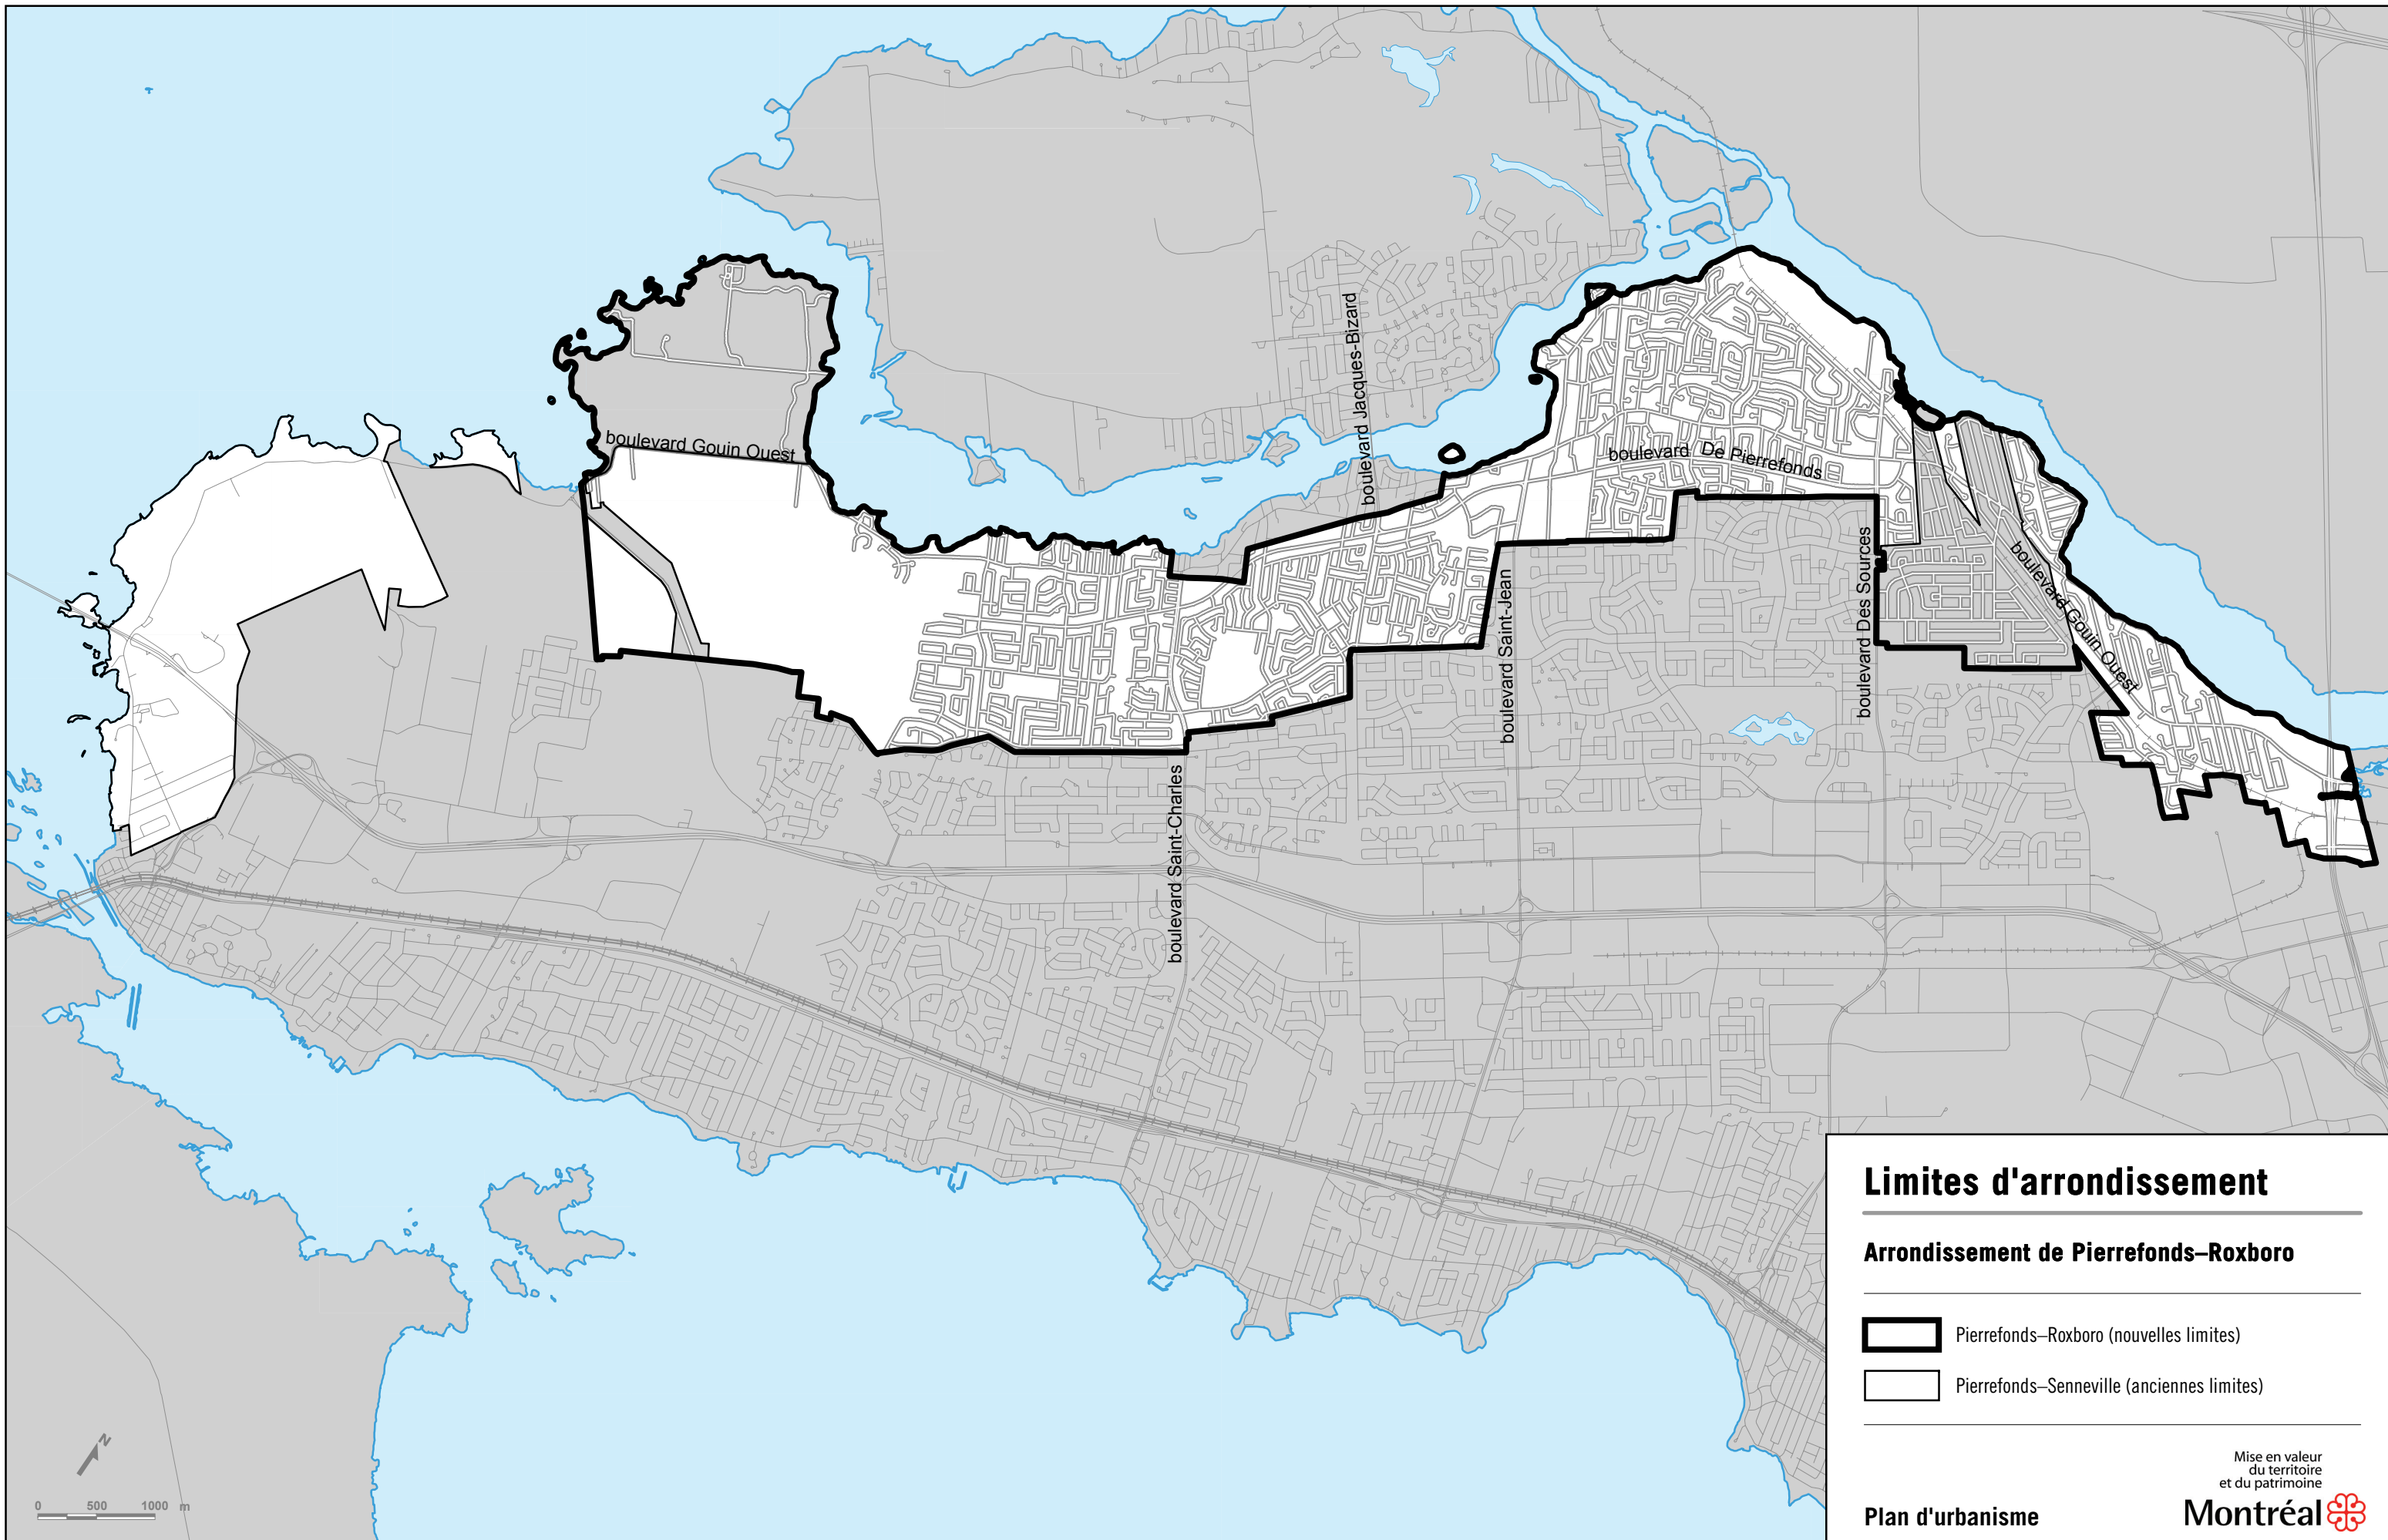 boulevard Jacques-Bizard
boulevard Gouin Ouest
boulevard De Pierrefonds
boulevard Des Sources
boulevard Gouin Ouest
boulevard Saint-Jean
boulevard Saint-Charles
Limites d'arrondissement
Arrondissement de Pierrefonds–Roxboro
Pierrefonds–Roxboro (nouvelles limites)
Pierrefonds–Senneville (anciennes limites)
N
0 500 1000 m
Mise en valeur
du territoire
et du patrimoine
Plan d'urbanisme
Montréal